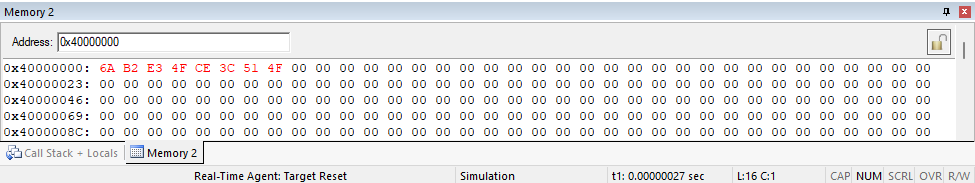 Memory 2
Address: 0x40000000
0x40000000: 6A B2 E3 4F CE 3C 51 4F 00 00 00 00 00 00 00 00 00 00 00 00 00 00 00 00 00 00 00 00 00 00 00 00 00 00 00
0x40000023: 00 00 00 00 00 00 00 00 00 00 00 00 00 00 00 00 00 00 00 00 00 00 00 00 00 00 00 00 00 00 00 00 00 00 00
0x40000046: 00 00 00 00 00 00 00 00 00 00 00 00 00 00 00 00 00 00 00 00 00 00 00 00 00 00 00 00 00 00 00 00 00 00 00
0x40000069: 00 00 00 00 00 00 00 00 00 00 00 00 00 00 00 00 00 00 00 00 00 00 00 00 00 00 00 00 00 00 00 00 00 00 00
0x4000008C: 00 00 00 00 00 00 00 00 00 00 00 00 00 00 00 00 00 00 00 00 00 00 00 00 00 00 00 00 00 00 00 00 00 00 00
Call Stack + Locals Memory 2
Real-Time Agent: Target Reset Simulation t1: 0.00000027 sec L:16 C:1 CAP NUM SCRL OVR R/W